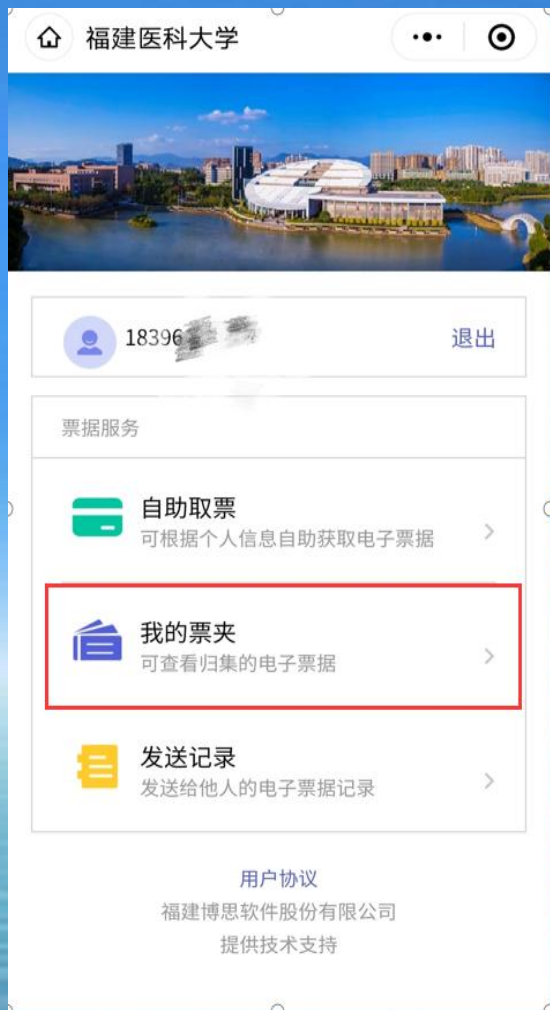 福建医科大学
18396
退出
票据服务
自助取票
可根据个人信息自助获取电子票据
我的票夹
可查看归集的电子票据
发送记录
发送给他人的电子票据记录
用户协议
福建博思软件股份有限公司
提供技术支持